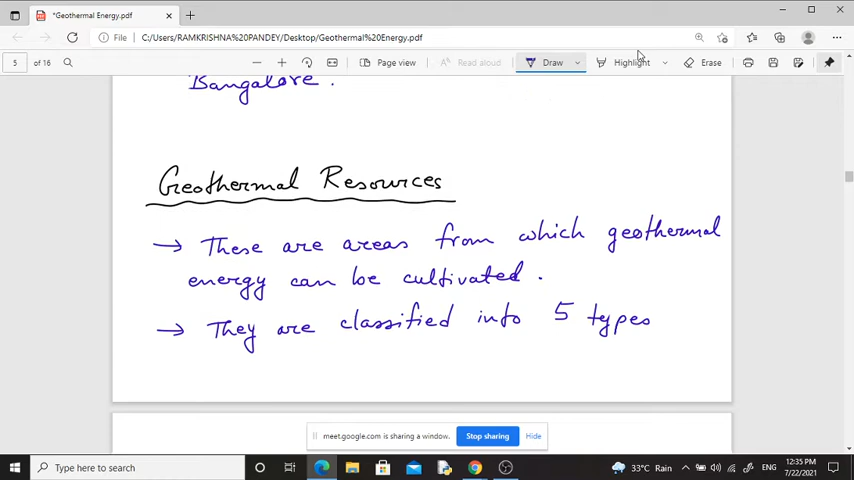 *Geothermal Energy.pdf
File
C:/Users/RAMKRISHNA%20PANDEY/Desktop/Geothermal%20Energy.pdf
5 of 16
Page view
Read aloud
Draw
Highlight
Erase
Bangalore.
Geothermal Resources
→ These are areas from which geothermal
energy can be cultivated.
→ They are classified into 5 types
meet.google.com is sharing a window.
Stop sharing
Hide
Type here to search
33°C Rain
ENG
12:35 PM
7/22/2021